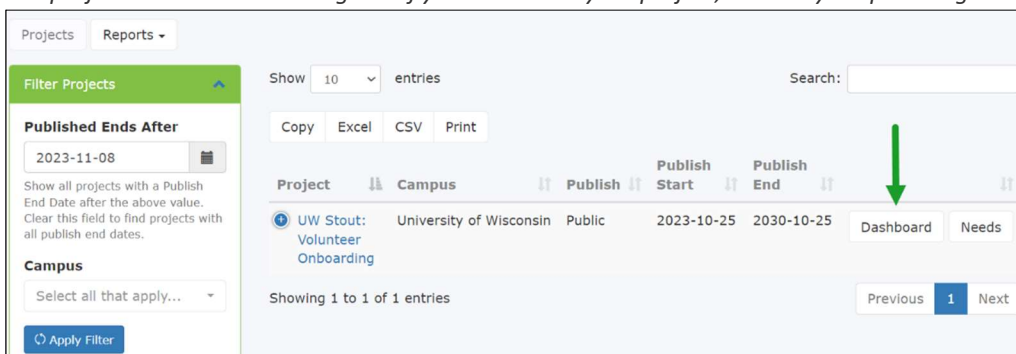 Projects Reports
Filter Projects
Published Ends After
2023-11-08
Show all projects with a Publish
End Date after the above value.
Clear this field to find projects with
all publish end dates.
Campus
Select all that apply...
Apply Filter
Show 10 entries
Search:
Copy Excel CSV Print
Project Campus Publish Publish Start Publish End
UW Stout: Volunteer Onboarding University of Wisconsin Public 2023-10-25 2030-10-25 Dashboard Needs
Showing 1 to 1 of 1 entries
Previous 1 Next